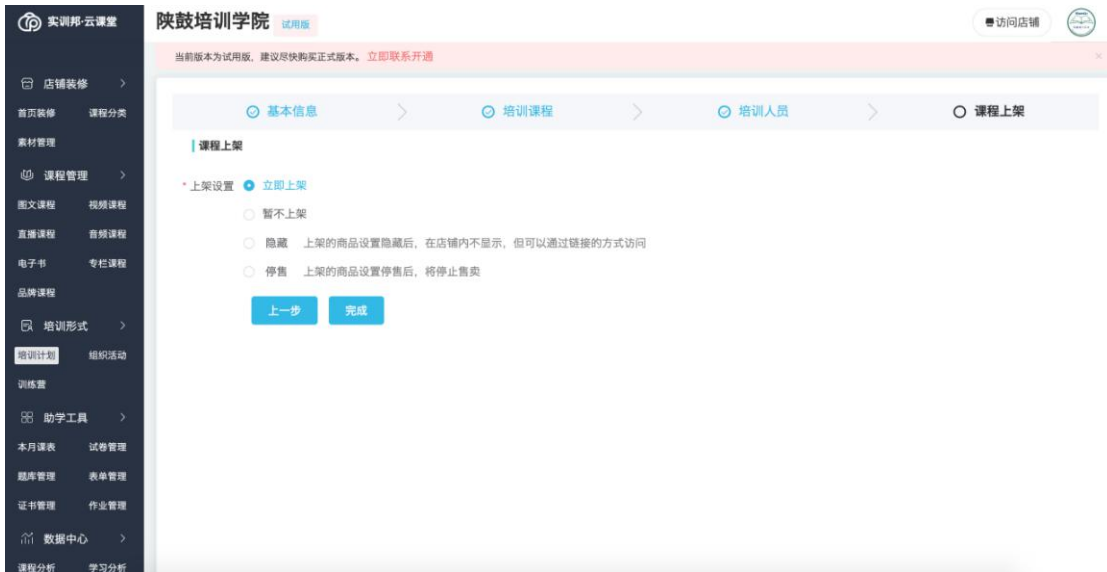 实训邦·云课堂
陕鼓培训学院 试用版
访问店铺
当前版本为试用版，建议尽快购买正式版本。立即联系开通
店铺装修
首页装修 课程分类
素材管理
课程管理
图文课程 视频课程
直播课程 音频课程
电子书 专栏课程
品牌课程
培训形式
培训计划 组织活动
训练营
助学工具
本月课表 试卷管理
题库管理 表单管理
证书管理 作业管理
数据中心
课程分析 学习分析
基本信息 培训课程 培训人员 课程上架
课程上架
* 上架设置 立即上架
暂不上架
隐藏 上架的商品设置隐藏后，在店铺内不显示，但可以通过链接的方式访问
停售 上架的商品设置停售后，将停止售卖
上一步 完成